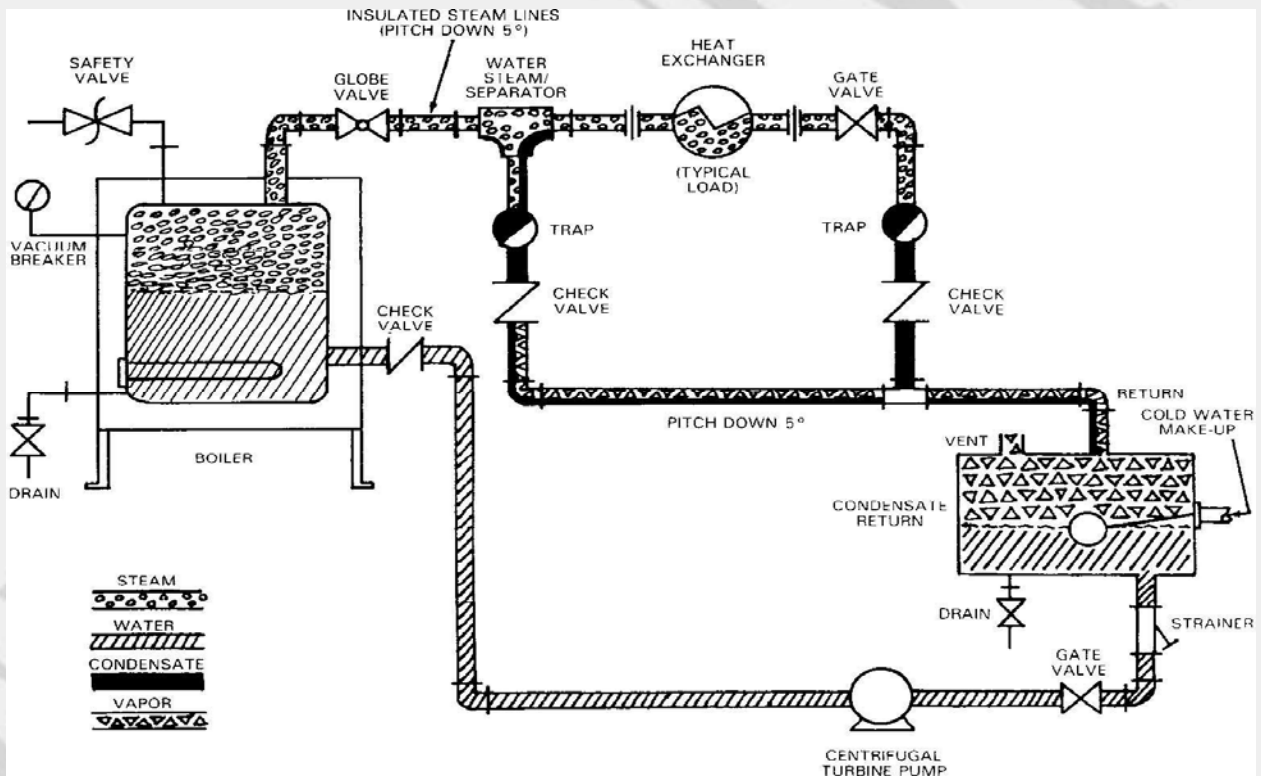 INSULATED STEAM LINES
(PITCH DOWN 5°)
SAFETY
VALVE
GLOBE
VALVE
WATER
STEAM/
SEPARATOR
HEAT
EXCHANGER
GATE
VALVE
(TYPICAL
LOAD)
VACUUM
BREAKER
TRAP
TRAP
CHECK
VALVE
CHECK
VALVE
CHECK
VALVE
RETURN
PITCH DOWN 5°
COLD WATER
MAKE-UP
VENT
BOILER
DRAIN
CONDENSATE
RETURN
STEAM
WATER
CONDENSATE
VAPOR
DRAIN
STRAINER
GATE
VALVE
CENTRIFUGAL
TURBINE PUMP